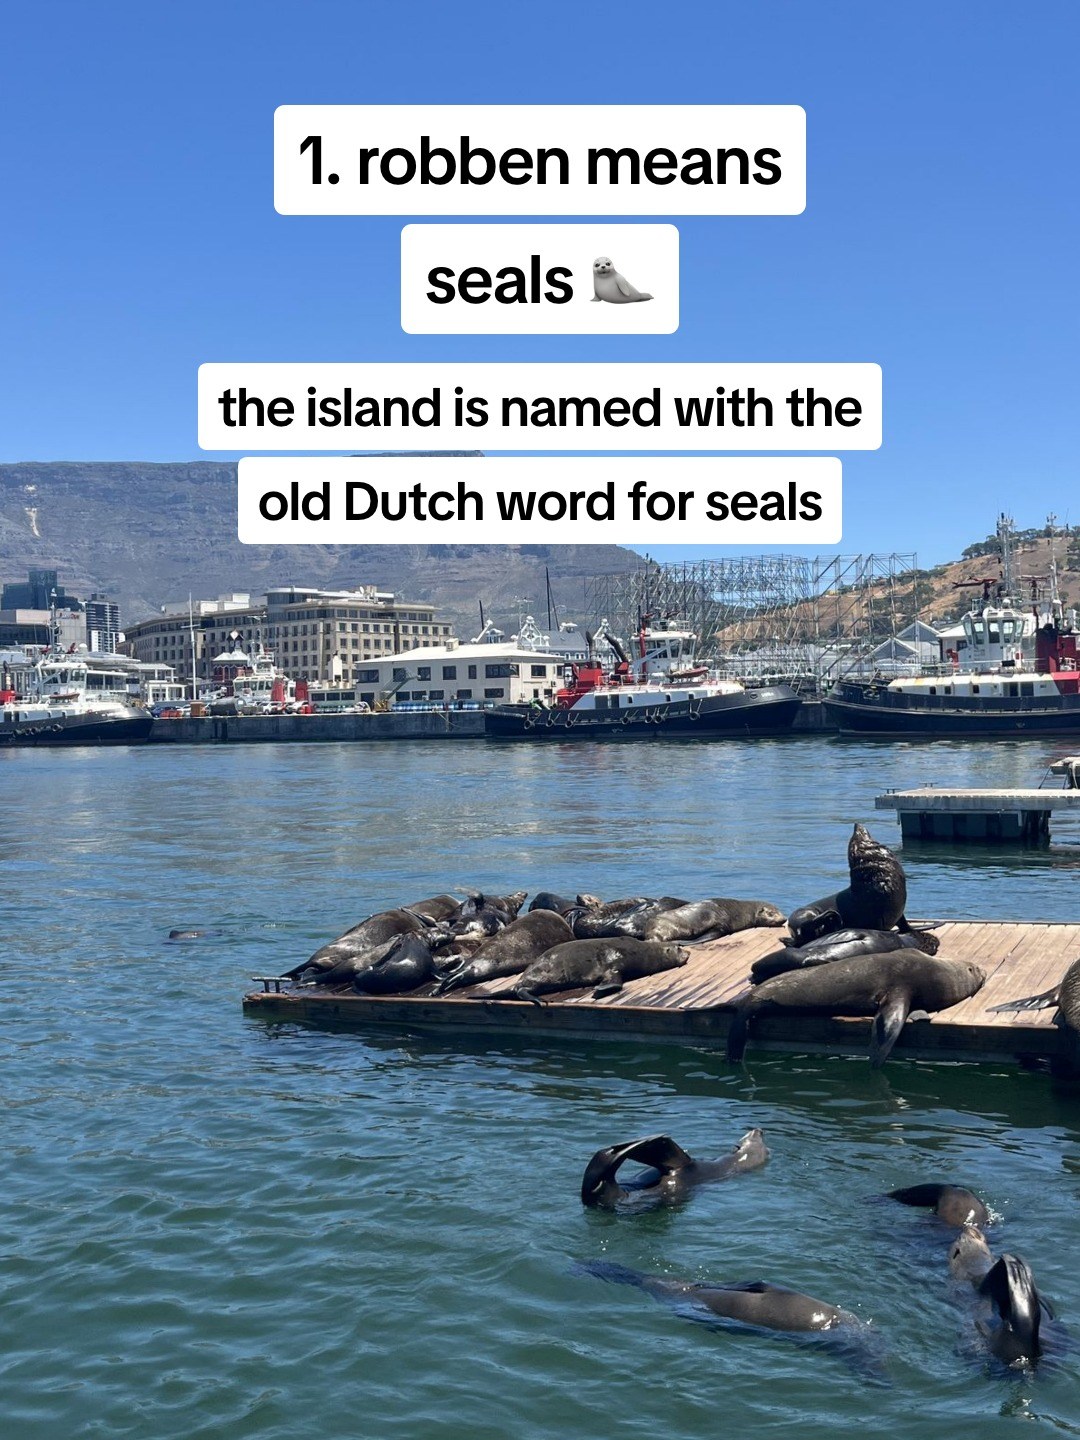 1. robben means
seals 🦭
the island is named with the
old Dutch word for seals